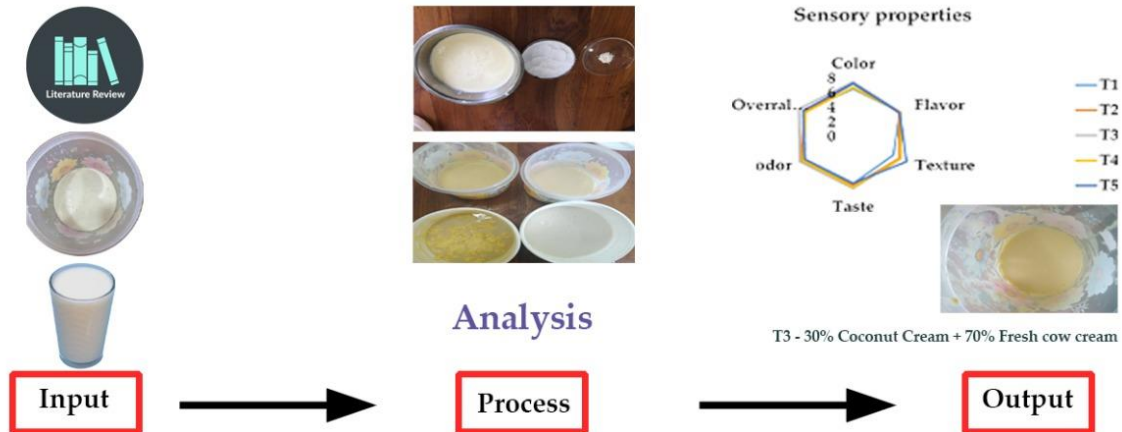 Literature Review
Input
Analysis
Process
Sensory properties
Color
8
6
4
2
0
Overral
Flavor
odor
Texture
Taste
T1
T2
T3
T4
T5
T3 - 30% Coconut Cream + 70% Fresh cow cream
Output